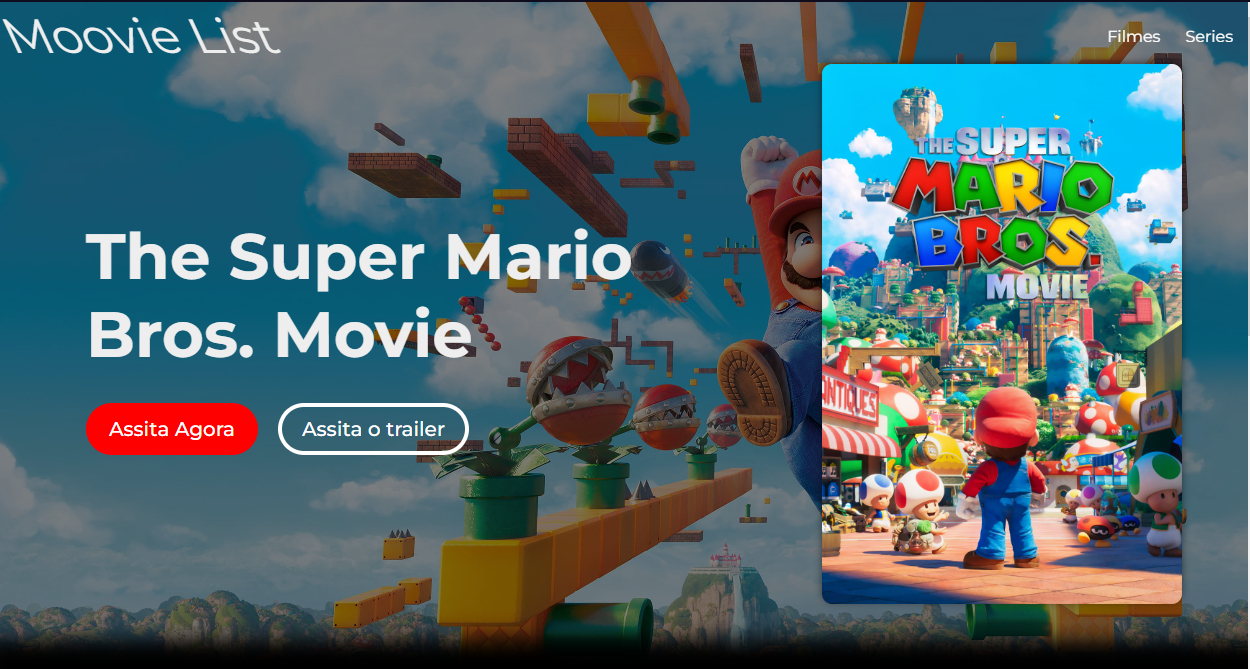 Moovie List
Filmes Series
The Super Mario
Bros. Movie
Assita Agora
Assita o trailer
THE SUPER
MARIO
BROS.
MOVIE
ANTIQUES